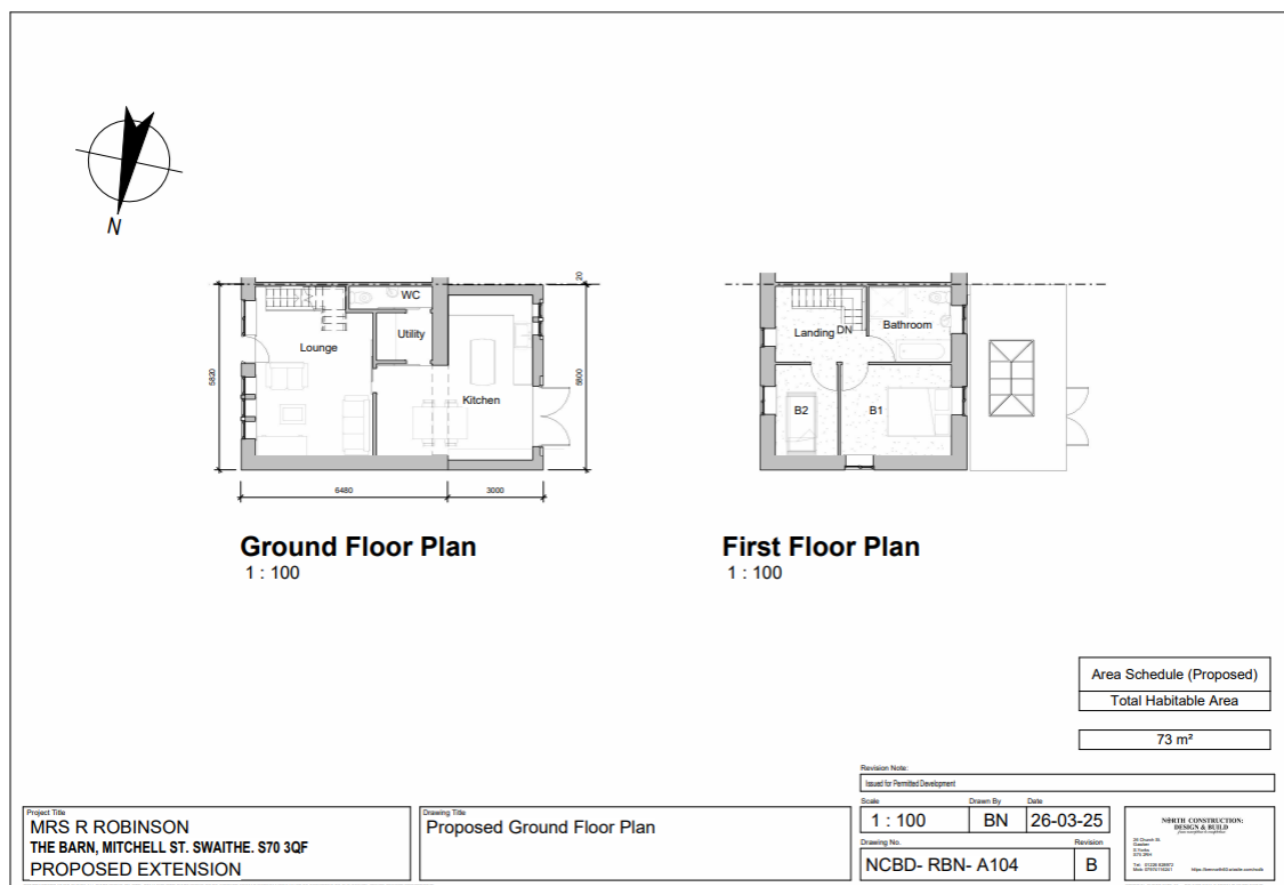 N
20
WC
Utility
Lounge
Kitchen
5820
5800
6480
3000
Landing
DN
Bathroom
B2
B1
Ground Floor Plan
1 : 100
First Floor Plan
1 : 100
Area Schedule (Proposed)
Total Habitable Area
73 m²
Revision Note:
Issued for Permitted Development
Scale
Drawn By
Date
1 : 100
BN
26-03-25
Drawing No.
Revision
NCBD- RBN- A104
B
Project Title
MRS R ROBINSON
THE BARN, MITCHELL ST. SWAITHE. S70 3QF
PROPOSED EXTENSION
Drawing Title
Proposed Ground Floor Plan
NORTH CONSTRUCTION:
DESIGN & BUILD